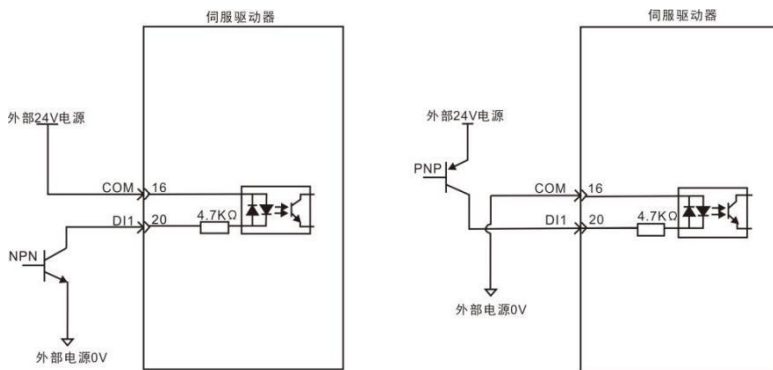 伺服驱动器
外部24V电源
COM 16
DI1 20 4.7KΩ
NPN
外部电源0V
伺服驱动器
外部24V电源
PNP
COM 16
DI1 20 4.7KΩ
外部电源0V